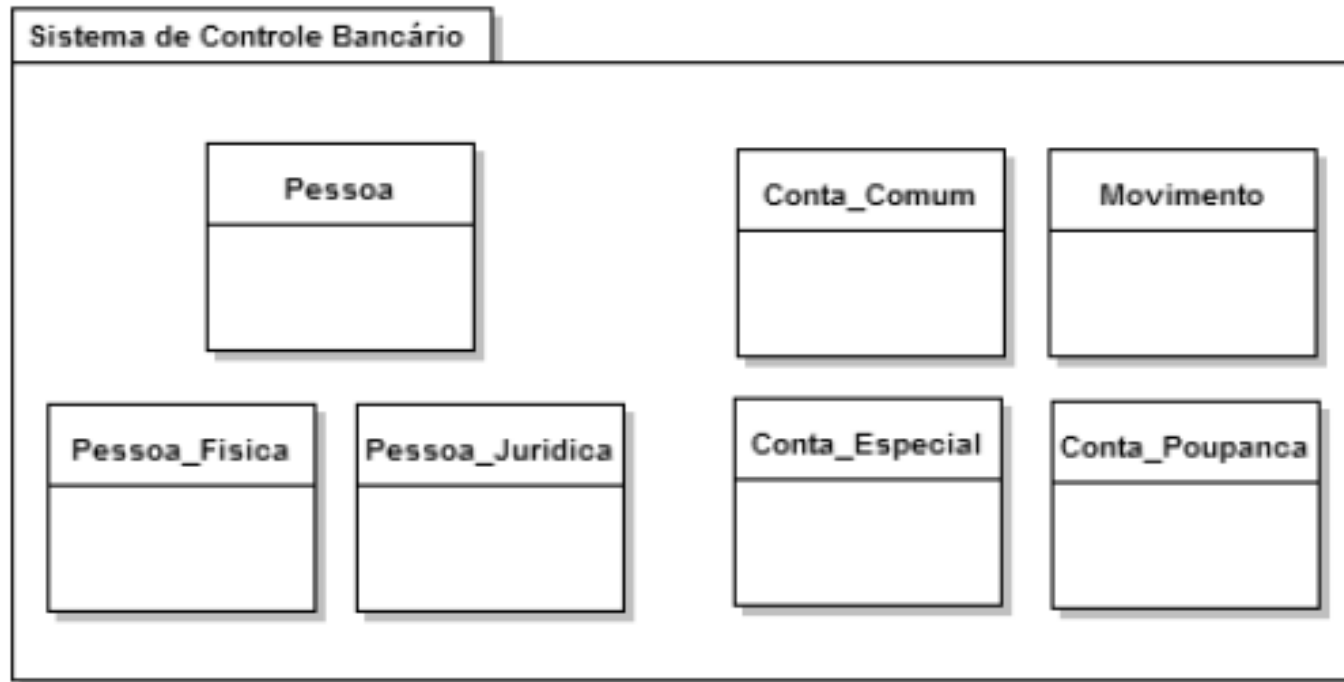 Sistema de Controle Bancário
Pessoa
Conta_Comum
Movimento
Pessoa_Fisica
Pessoa_Juridica
Conta_Especial
Conta_Poupanca